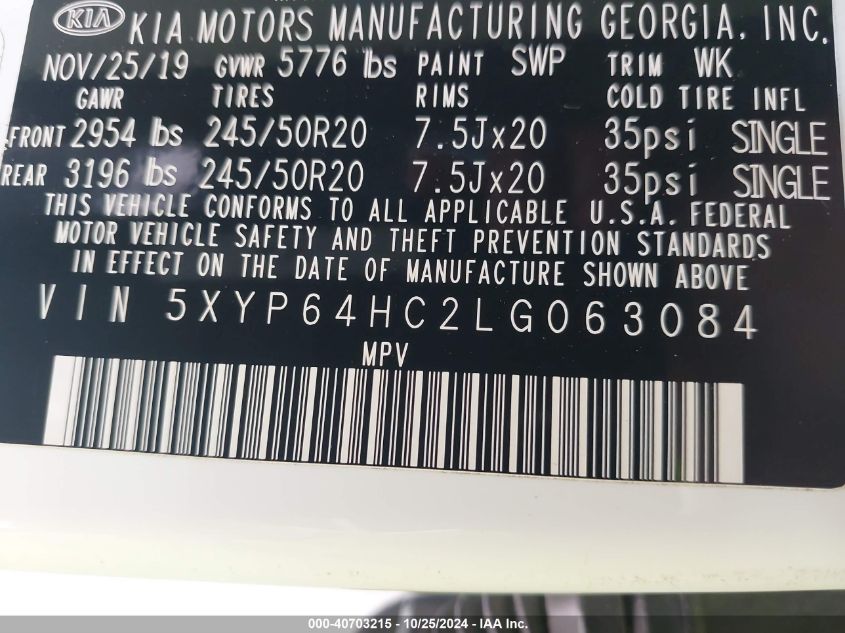 KIA KIA MOTORS MANUFACTURING GEORGIA, INC.
NOV/25/19 GVWR 5776 lbs PAINT SWP TRIM WK
GAWR TIRES RIMS COLD TIRE INFL
FRONT 2954 lbs 245/50R20 7.5Jx20 35psi SINGLE
REAR 3196 lbs 245/50R20 7.5Jx20 35psi SINGLE
THIS VEHICLE CONFORMS TO ALL APPLICABLE U.S.A. FEDERAL
MOTOR VEHICLE SAFETY AND THEFT PREVENTION STANDARDS
IN EFFECT ON THE DATE OF MANUFACTURE SHOWN ABOVE
VIN 5XYP64HC2LG063084
MPV
000-40703215 - 10/25/2024 - IAA Inc.